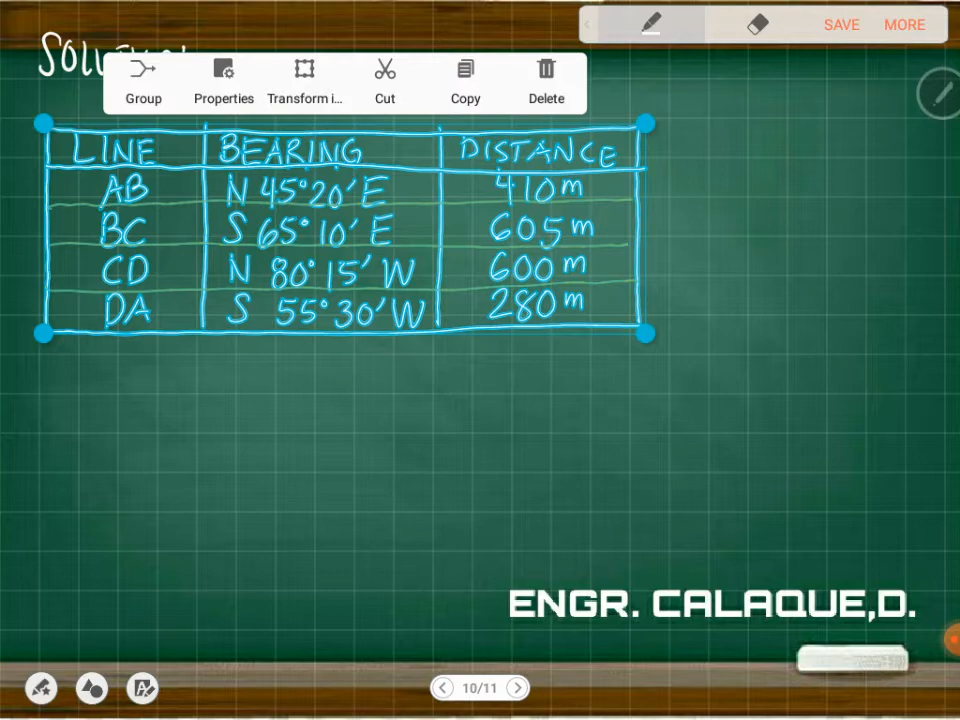 SAVE MORE
Group Properties Transform i... Cut Copy Delete
LINE BEARING DISTANCE
AB N 45°20' E 410 m
BC S 65°10' E 605 m
CD N 80°15' W 600 m
DA S 55°30' W 280 m
ENGR. CALAQUE,D.
10/11